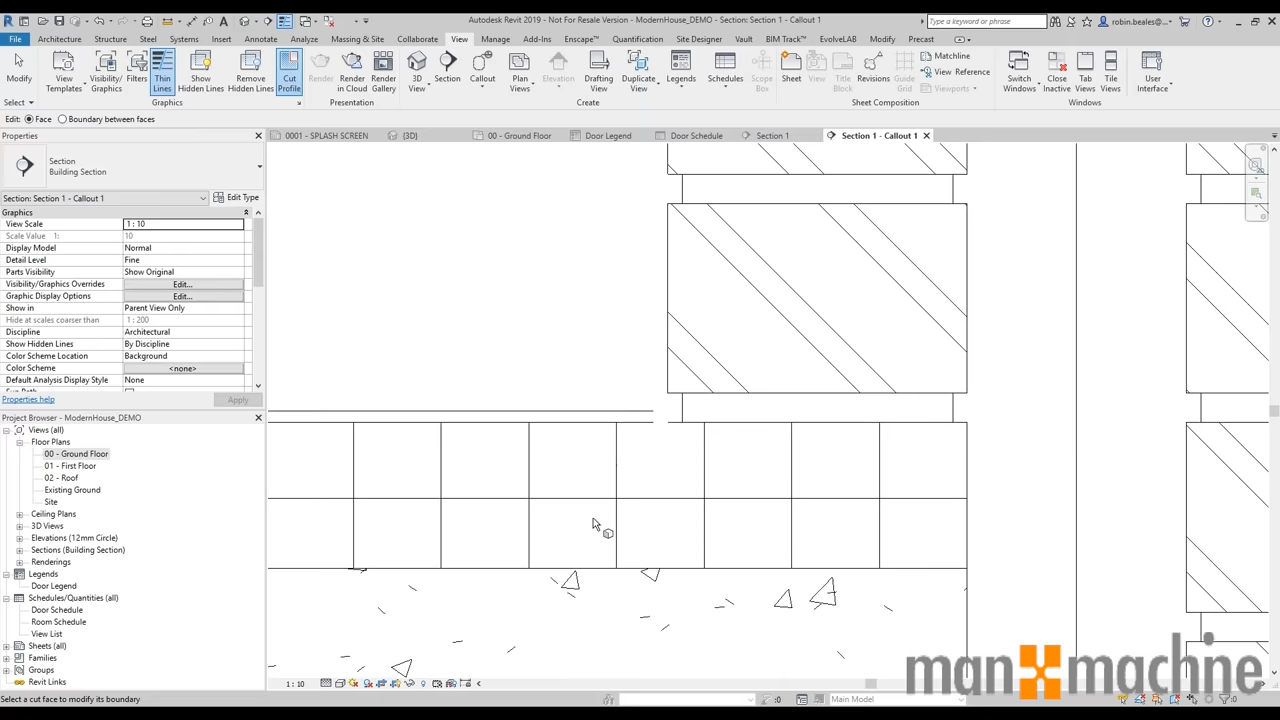 Autodesk Revit 2019 - Not For Resale Version - ModernHouse_DEMO - Section: Section 1 - Callout 1
Type a keyword or phrase
robin.beales@...
File Architecture Structure Steel Systems Insert Annotate Analyze Massing & Site Collaborate View Manage Add-Ins Enscape™ Quantification Site Designer Vault BIM Track™ EvolveLAB Modify Precast
Modify View Templates Visibility/ Graphics Filters Thin Lines Show Hidden Lines Remove Hidden Lines Cut Profile Render Render in Cloud Render Gallery 3D View Section Callout Plan Views Elevation Drafting View Duplicate View Legends Schedules Scope Box Sheet View Title Block Revisions Guide Grid Matchline View Reference Viewports Switch Windows Close Inactive Tab Views Tile Views User Interface
Select Graphics Presentation Create Sheet Composition Windows
Edit: Face Boundary between faces
Properties
0001 - SPLASH SCREEN {3D} 00 - Ground Floor Door Legend Door Schedule Section 1 Section 1 - Callout 1
Section
Building Section
Section: Section 1 - Callout 1 Edit Type
Graphics
View Scale 1 : 10
Scale Value 1: 10
Display Model Normal
Detail Level Fine
Parts Visibility Show Original
Visibility/Graphics Overrides Edit...
Graphic Display Options Edit...
Show in Parent View Only
Hide at scales coarser than 1 : 200
Discipline Architectural
Show Hidden Lines By Discipline
Color Scheme Location Background
Color Scheme <none>
Default Analysis Display Style None
Properties help Apply
Project Browser - ModernHouse_DEMO
Views (all)
Floor Plans
00 - Ground Floor
01 - First Floor
02 - Roof
Existing Ground
Site
Ceiling Plans
3D Views
Elevations (12mm Circle)
Sections (Building Section)
Renderings
Legends
Door Legend
Schedules/Quantities (all)
Door Schedule
Room Schedule
View List
Sheets (all)
Families
Groups
Revit Links
man machine
1 : 10
Select a cut face to modify its boundary
:0 Main Model :0